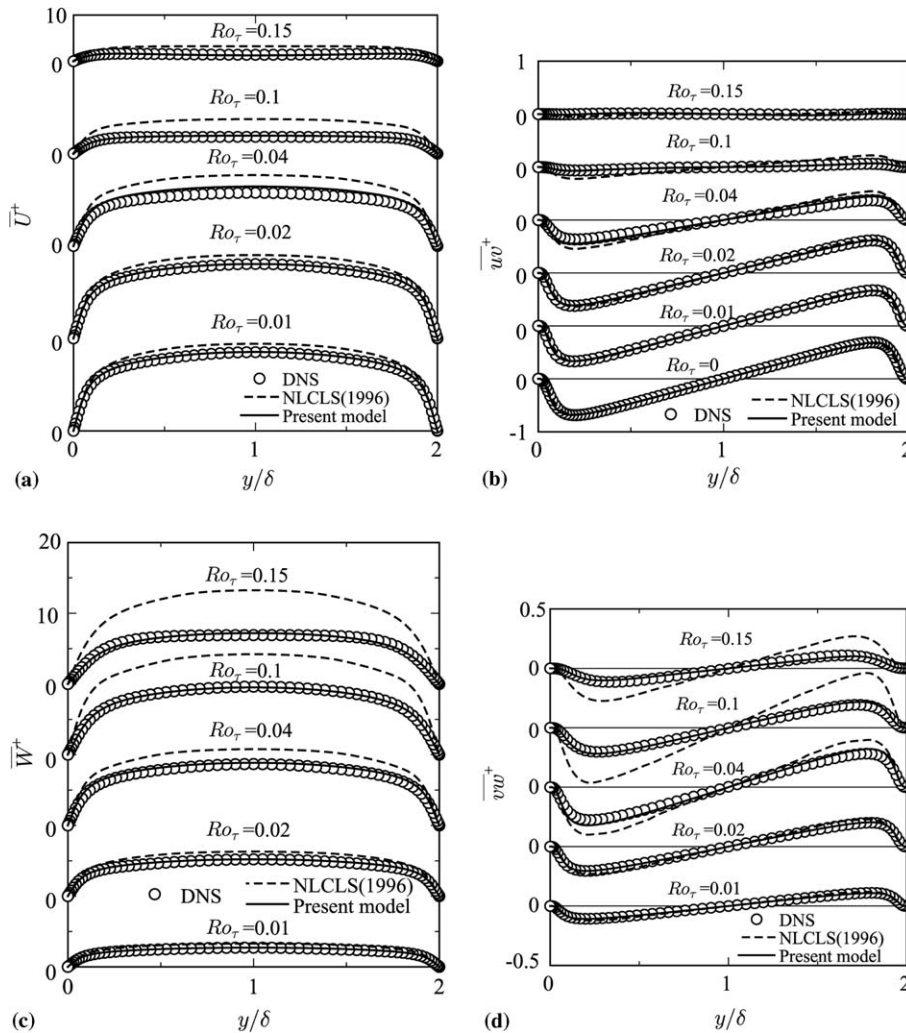 10
Ro_τ=0.15
0
Ro_τ=0.1
0
Ro_τ=0.04
U̅⁺
0
Ro_τ=0.02
0
Ro_τ=0.01
DNS
NLCLS(1996)
Present model
0
0 1 2
(a) y/δ
1
Ro_τ=0.15
0
Ro_τ=0.1
0
Ro_τ=0.04
0
u̅v̅⁺
Ro_τ=0.02
0
Ro_τ=0.01
0
Ro_τ=0
0
NLCLS(1996)
DNS Present model
-1
0 1 2
(b) y/δ
20
Ro_τ=0.15
10
0
Ro_τ=0.1
0
Ro_τ=0.04
W̅⁺
0
Ro_τ=0.02
0
DNS NLCLS(1996)
Present model
Ro_τ=0.01
0
0 1 2
(c) y/δ
0.5
Ro_τ=0.15
0
Ro_τ=0.1
0
Ro_τ=0.04
v̅w̅⁺
0
Ro_τ=0.02
0
Ro_τ=0.01
0
DNS
NLCLS(1996)
Present model
-0.5
0 1 2
(d) y/δ